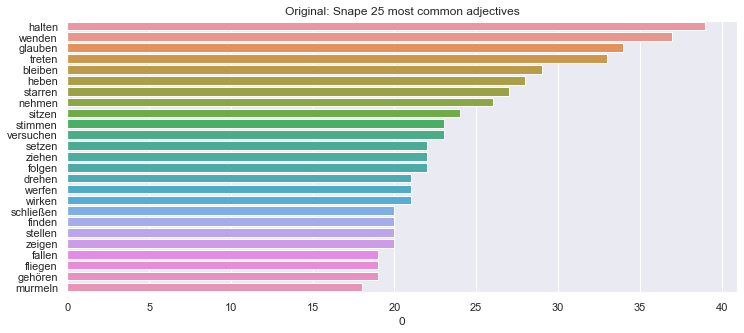 Original: Snape 25 most common adjectives
halten
wenden
glauben
treten
bleiben
heben
starren
nehmen
sitzen
stimmen
versuchen
setzen
ziehen
folgen
drehen
werfen
wirken
schließen
finden
stellen
zeigen
fallen
fliegen
gehören
murmeln
0 5 10 15 20 25 30 35 40
0